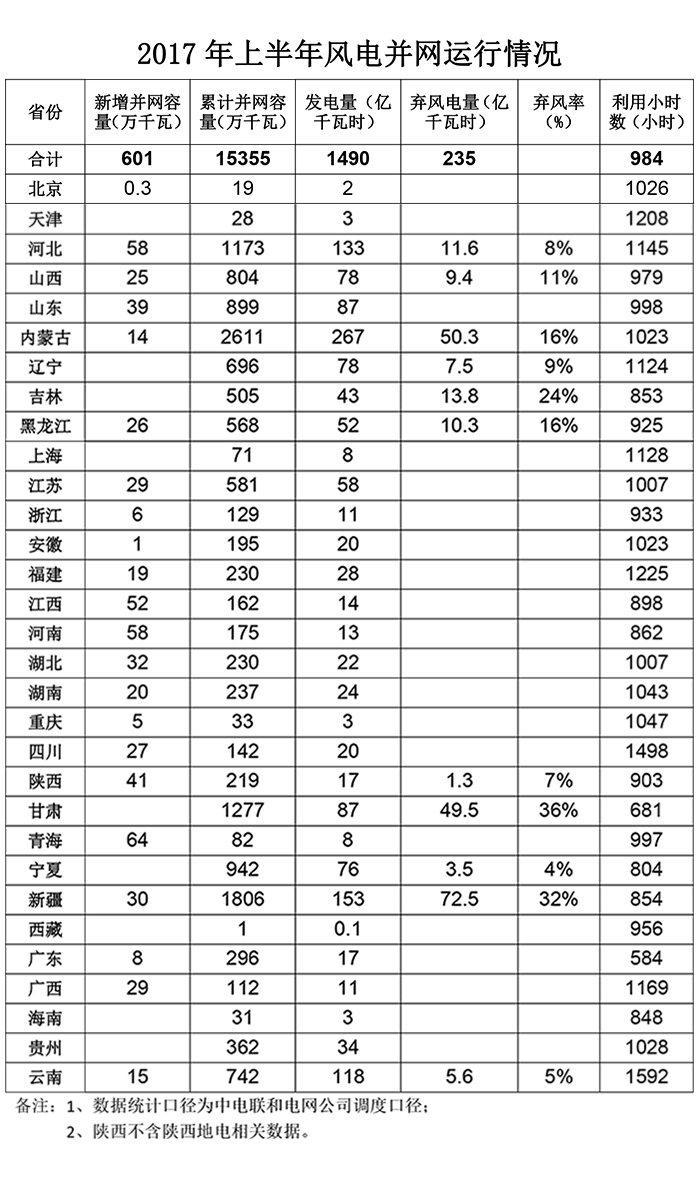 2017 年上半年风电并网运行情况
省份 新增并网容量（万千瓦） 累计并网容量（万千瓦） 发电量（亿千瓦时） 弃风电量（亿千瓦时） 弃风率（%） 利用小时数（小时）
合计 601 15355 1490 235 984
北京 0.3 19 2 1026
天津 28 3 1208
河北 58 1173 133 11.6 8% 1145
山西 25 804 78 9.4 11% 979
山东 39 899 87 998
内蒙古 14 2611 267 50.3 16% 1023
辽宁 696 78 7.5 9% 1124
吉林 505 43 13.8 24% 853
黑龙江 26 568 52 10.3 16% 925
上海 71 8 1128
江苏 29 581 58 1007
浙江 6 129 11 933
安徽 1 195 20 1023
福建 19 230 28 1225
江西 52 162 14 898
河南 58 175 13 862
湖北 32 230 22 1007
湖南 20 237 24 1043
重庆 5 33 3 1047
四川 27 142 20 1498
陕西 41 219 17 1.3 7% 903
甘肃 1277 87 49.5 36% 681
青海 64 82 8 997
宁夏 942 76 3.5 4% 804
新疆 30 1806 153 72.5 32% 854
西藏 1 0.1 956
广东 8 296 17 584
广西 29 112 11 1169
海南 31 3 848
贵州 362 34 1028
云南 15 742 118 5.6 5% 1592
备注：1、数据统计口径为中电联和电网公司调度口径；
2、陕西不含陕西地电相关数据。